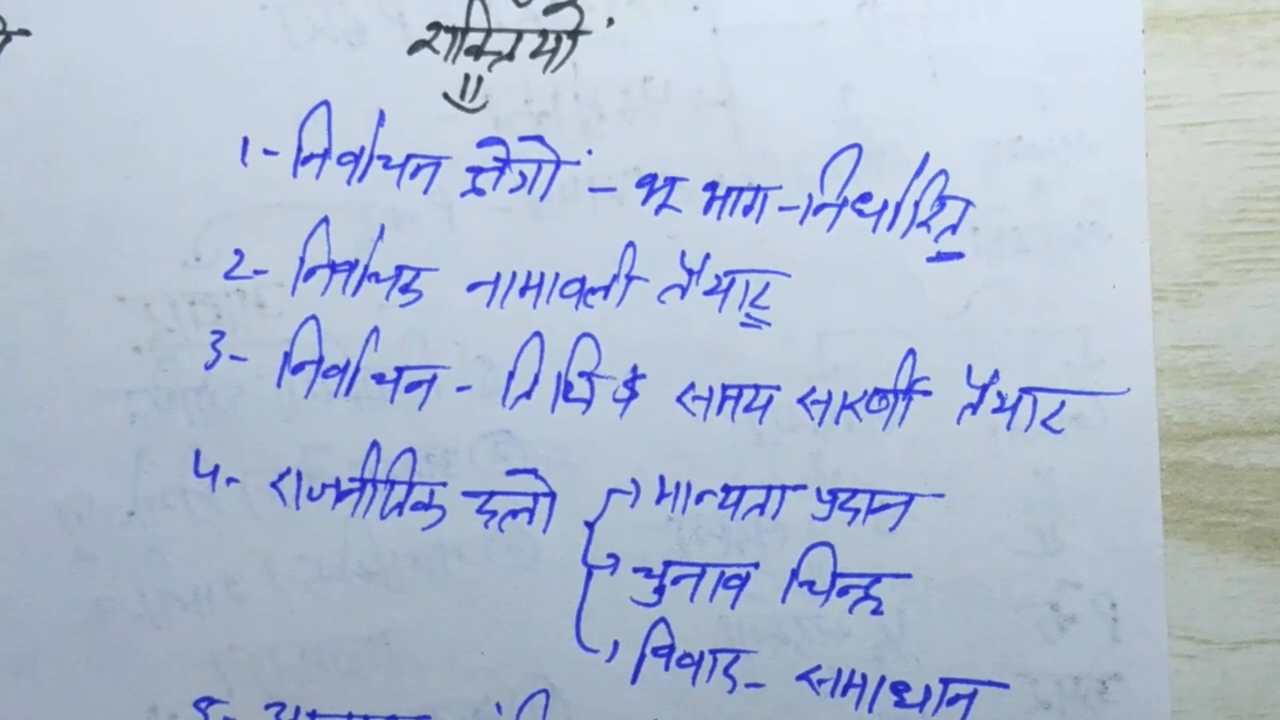 शक्तियों
1- निर्वाचन क्षेत्रों - भू भाग - निर्धारित
2- निर्वाचक नामावली तैयार
3- निर्वाचन - तिथि समय सारणी तैयार
4- राजनीतिक दलो { → मान्यता प्रदान
→ चुनाव चिन्ह
→ विवाद - समाधान